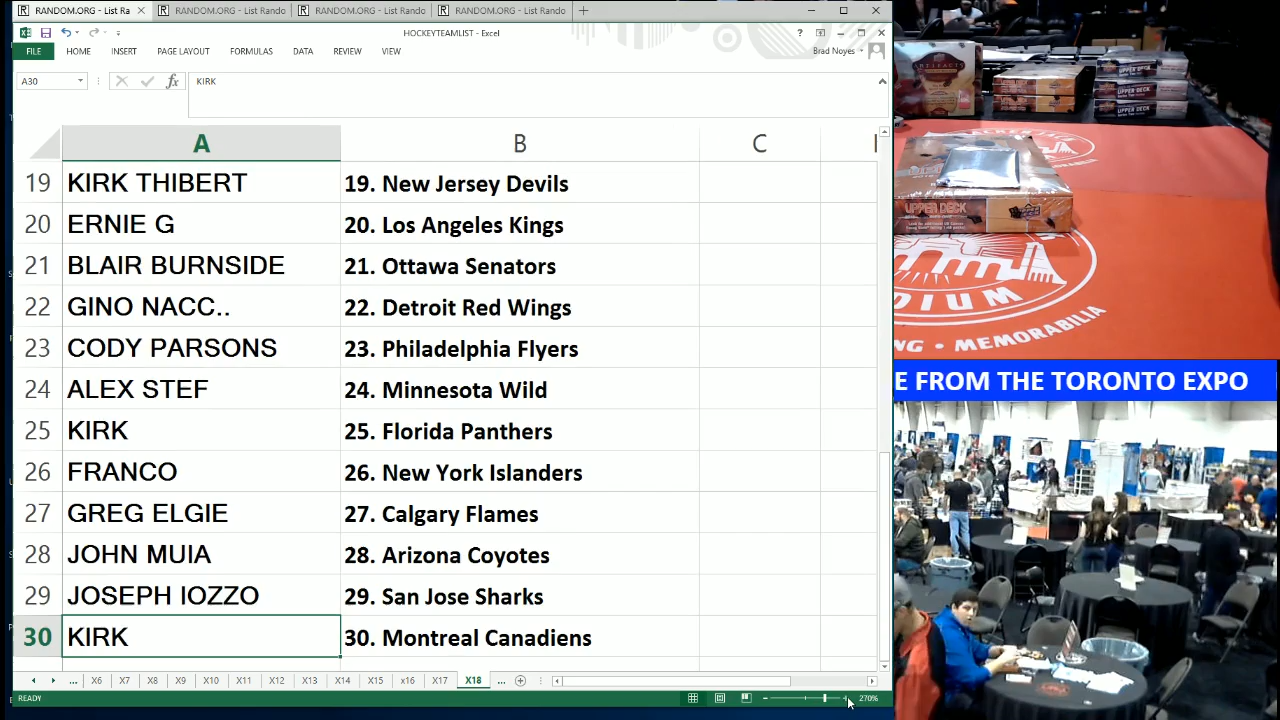 RANDOM.ORG - List Ra
RANDOM.ORG - List Rando
RANDOM.ORG - List Rando
RANDOM.ORG - List Rando
HOCKEYTEAMLIST - Excel
FILE HOME INSERT PAGE LAYOUT FORMULAS DATA REVIEW VIEW Brad Noyes
A30 fx KIRK
A B C
19 KIRK THIBERT 19. New Jersey Devils
20 ERNIE G 20. Los Angeles Kings
21 BLAIR BURNSIDE 21. Ottawa Senators
22 GINO NACC.. 22. Detroit Red Wings
23 CODY PARSONS 23. Philadelphia Flyers
24 ALEX STEF 24. Minnesota Wild
25 KIRK 25. Florida Panthers
26 FRANCO 26. New York Islanders
27 GREG ELGIE 27. Calgary Flames
28 JOHN MUIA 28. Arizona Coyotes
29 JOSEPH IOZZO 29. San Jose Sharks
30 KIRK 30. Montreal Canadiens
... X6 X7 X8 X9 X10 X11 X12 X13 X14 X15 x16 X17 X18 ...
READY 270%
ARTIFACTS
UPPER DECK
UPPER DECK
DIUM
NG • MEMORABILIA
E FROM THE TORONTO EXPO